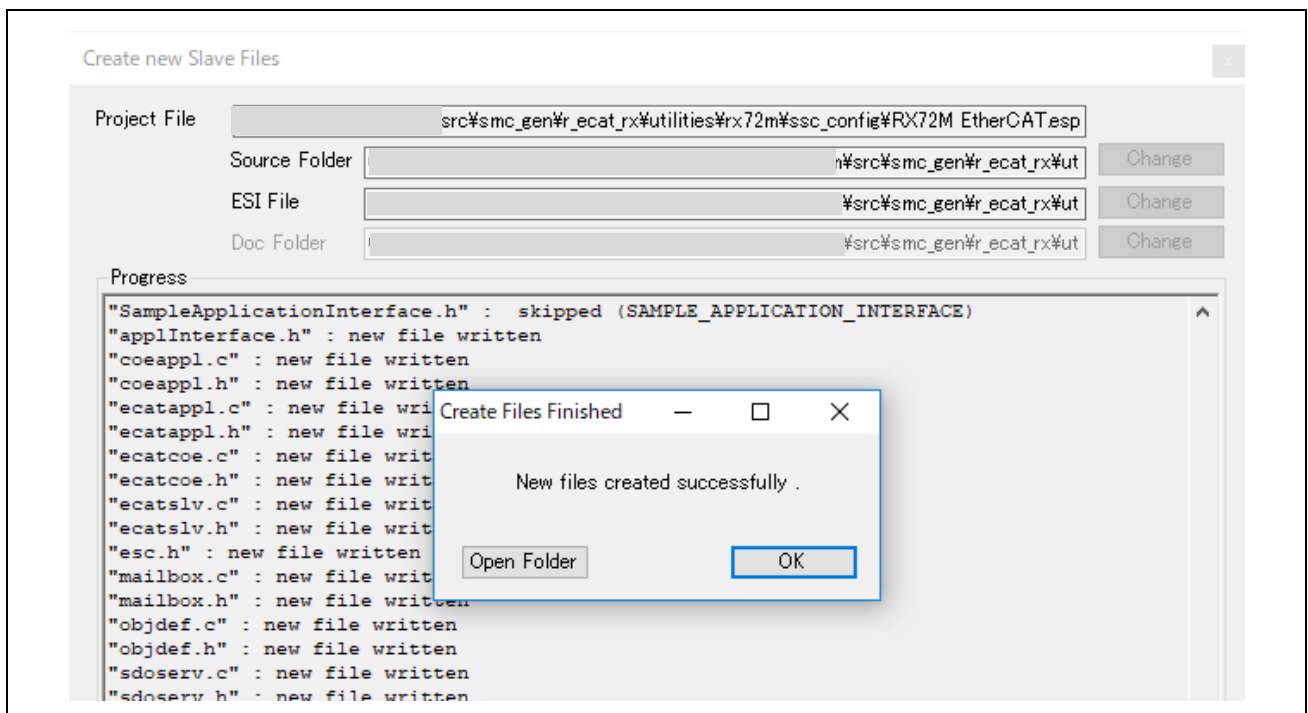 Create new Slave Files
x
Project File src¥smc_gen¥r_ecat_rx¥utilities¥rx72m¥ssc_config¥RX72M EtherCAT.esp
Source Folder ¥src¥smc_gen¥r_ecat_rx¥ut Change
ESI File ¥src¥smc_gen¥r_ecat_rx¥ut Change
Doc Folder ¥src¥smc_gen¥r_ecat_rx¥ut Change
Progress
"SampleApplicationInterface.h" : skipped (SAMPLE_APPLICATION_INTERFACE)
"applInterface.h" : new file written
"coeappl.c" : new file written
"coeappl.h" : new file written
"ecatappl.c" : new file wri
"ecatappl.h" : new file wri
"ecatcoe.c" : new file writ
"ecatcoe.h" : new file writ
"ecatslv.c" : new file writ
"ecatslv.h" : new file writ
"esc.h" : new file written
"mailbox.c" : new file writ
"mailbox.h" : new file written
"objdef.c" : new file written
"objdef.h" : new file written
"sdoserv.c" : new file written
"sdoserv.h" : new file written
Create Files Finished
New files created successfully .
Open Folder OK